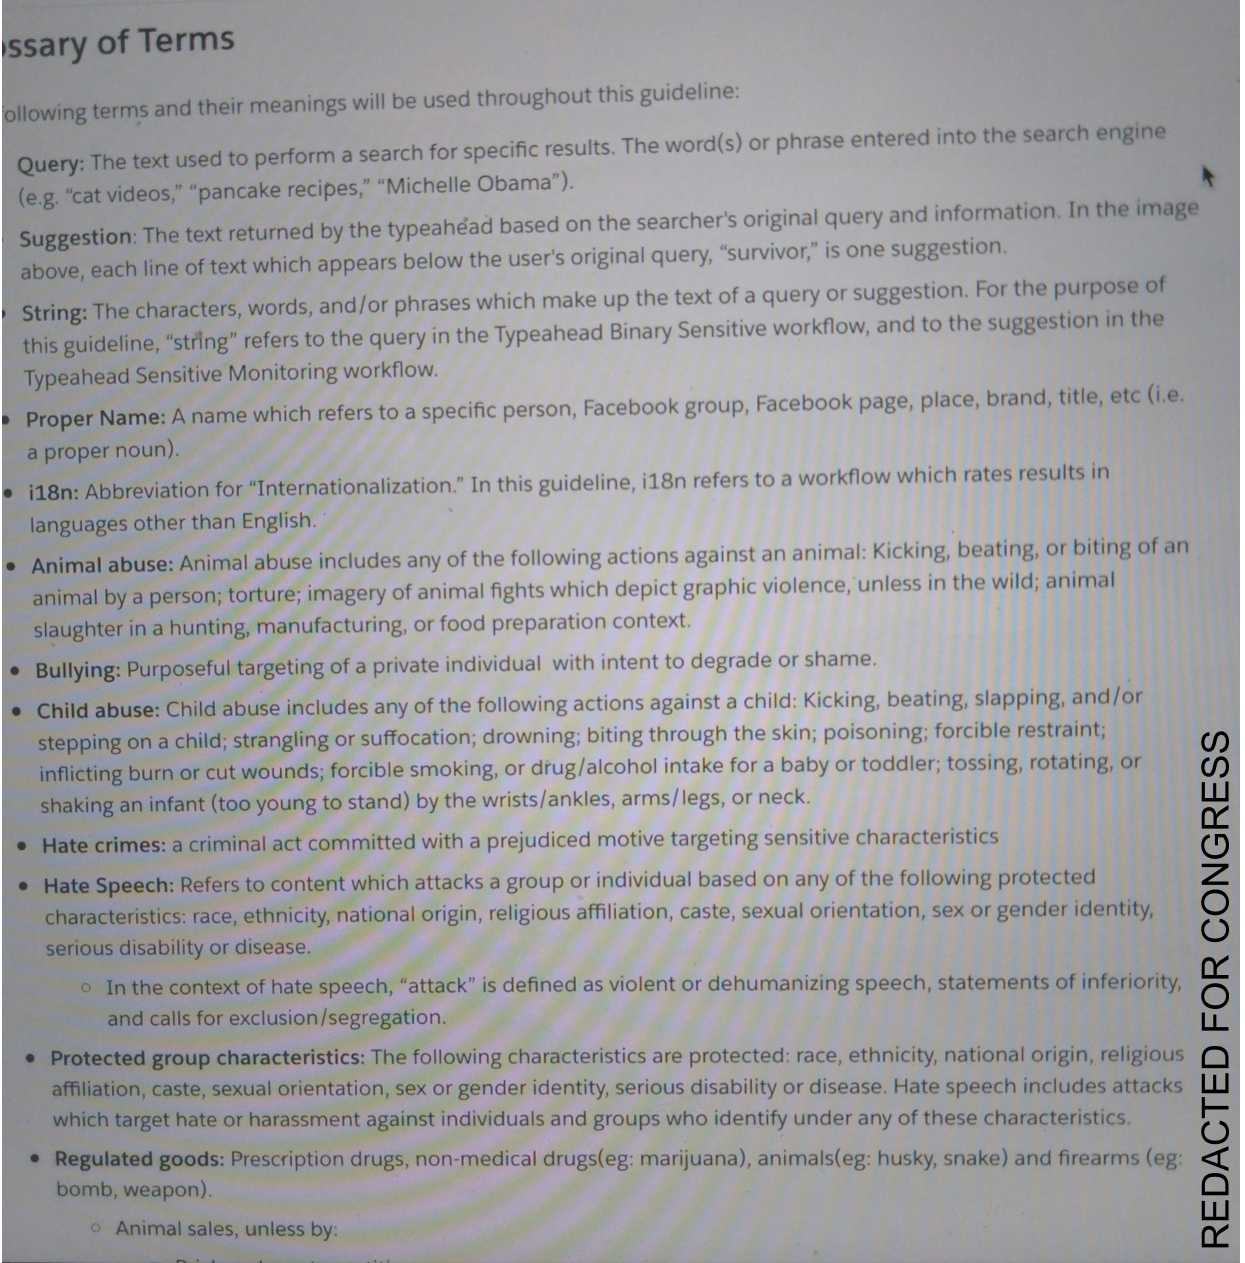 ossary of Terms
ollowing terms and their meanings will be used throughout this guideline:
Query: The text used to perform a search for specific results. The word(s) or phrase entered into the search engine
(e.g. “cat videos,” “pancake recipes,” “Michelle Obama”).
Suggestion: The text returned by the typeahead based on the searcher's original query and information. In the image
above, each line of text which appears below the user's original query, “survivor,” is one suggestion.
• String: The characters, words, and/or phrases which make up the text of a query or suggestion. For the purpose of
this guideline, “string” refers to the query in the Typeahead Binary Sensitive workflow, and to the suggestion in the
Typeahead Sensitive Monitoring workflow.
• Proper Name: A name which refers to a specific person, Facebook group, Facebook page, place, brand, title, etc (i.e.
a proper noun).
• i18n: Abbreviation for “Internationalization.” In this guideline, i18n refers to a workflow which rates results in
languages other than English.
• Animal abuse: Animal abuse includes any of the following actions against an animal: Kicking, beating, or biting of an
animal by a person; torture; imagery of animal fights which depict graphic violence, unless in the wild; animal
slaughter in a hunting, manufacturing, or food preparation context.
• Bullying: Purposeful targeting of a private individual with intent to degrade or shame.
• Child abuse: Child abuse includes any of the following actions against a child: Kicking, beating, slapping, and/or
stepping on a child; strangling or suffocation; drowning; biting through the skin; poisoning; forcible restraint;
inflicting burn or cut wounds; forcible smoking, or drug/alcohol intake for a baby or toddler; tossing, rotating, or
shaking an infant (too young to stand) by the wrists/ankles, arms/legs, or neck.
• Hate crimes: a criminal act committed with a prejudiced motive targeting sensitive characteristics
• Hate Speech: Refers to content which attacks a group or individual based on any of the following protected
characteristics: race, ethnicity, national origin, religious affiliation, caste, sexual orientation, sex or gender identity,
serious disability or disease.
○ In the context of hate speech, “attack” is defined as violent or dehumanizing speech, statements of inferiority,
and calls for exclusion/segregation.
• Protected group characteristics: The following characteristics are protected: race, ethnicity, national origin, religious
affiliation, caste, sexual orientation, sex or gender identity, serious disability or disease. Hate speech includes attacks
which target hate or harassment against individuals and groups who identify under any of these characteristics.
• Regulated goods: Prescription drugs, non-medical drugs(eg: marijuana), animals(eg: husky, snake) and firearms (eg:
bomb, weapon).
○ Animal sales, unless by:
REDACTED FOR CONGRESS